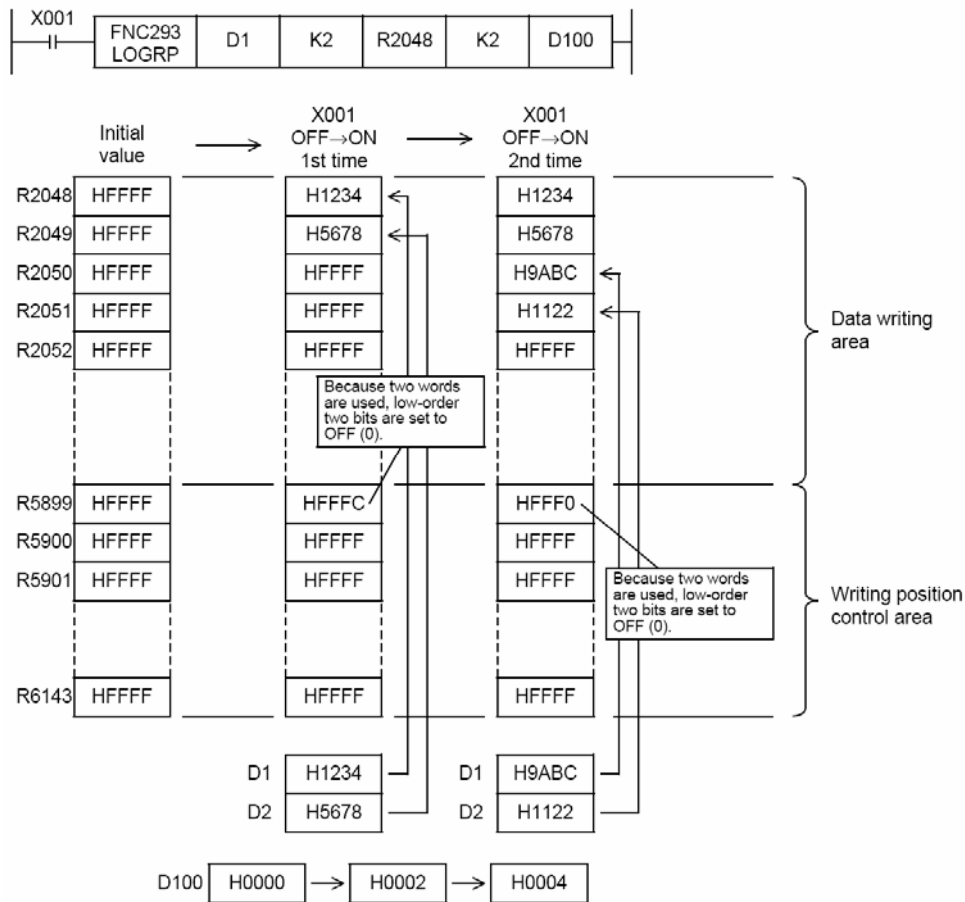 X001
FNC293 D1 K2 R2048 K2 D100
LOGRP
X001 X001
Initial OFF→ON OFF→ON
value 1st time 2nd time
R2048 HFFFF H1234 H1234
R2049 HFFFF H5678 H5678
R2050 HFFFF HFFFF H9ABC
R2051 HFFFF HFFFF H1122
R2052 HFFFF HFFFF HFFFF
Data writing
area
Because two words
are used, low-order
two bits are set to
OFF (0).
R5899 HFFFF HFFFC HFFF0
R5900 HFFFF HFFFF HFFFF
R5901 HFFFF HFFFF HFFFF
Because two words
are used, low-order
two bits are set to
OFF (0).
Writing position
control area
R6143 HFFFF HFFFF HFFFF
D1 H1234 D1 H9ABC
D2 H5678 D2 H1122
D100 H0000 → H0002 → H0004